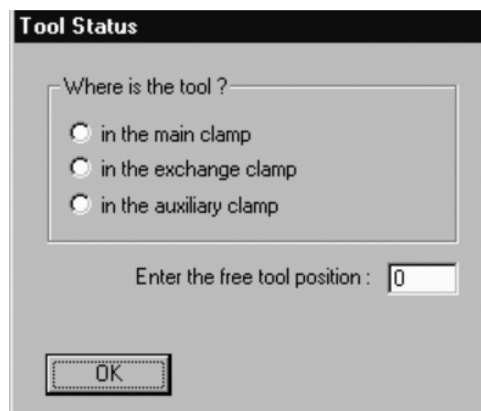 Tool Status
Where is the tool ?
in the main clamp
in the exchange clamp
in the auxiliary clamp
Enter the free tool position : 0
OK